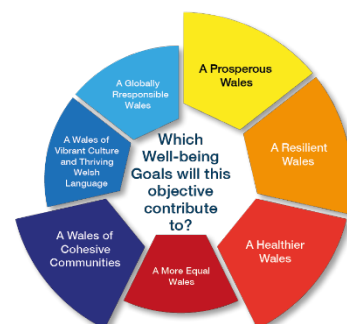 A Prosperous
Wales
A Resilient
Wales
A Healthier
Wales
A More Equal
Wales
A Wales of
Cohesive
Communities
A Wales of
Vibrant Culture
and Thriving
Welsh
Language
A Globally
Rresponsible
Wales
Which
Well-being
Goals will this
objective
contribute
to?